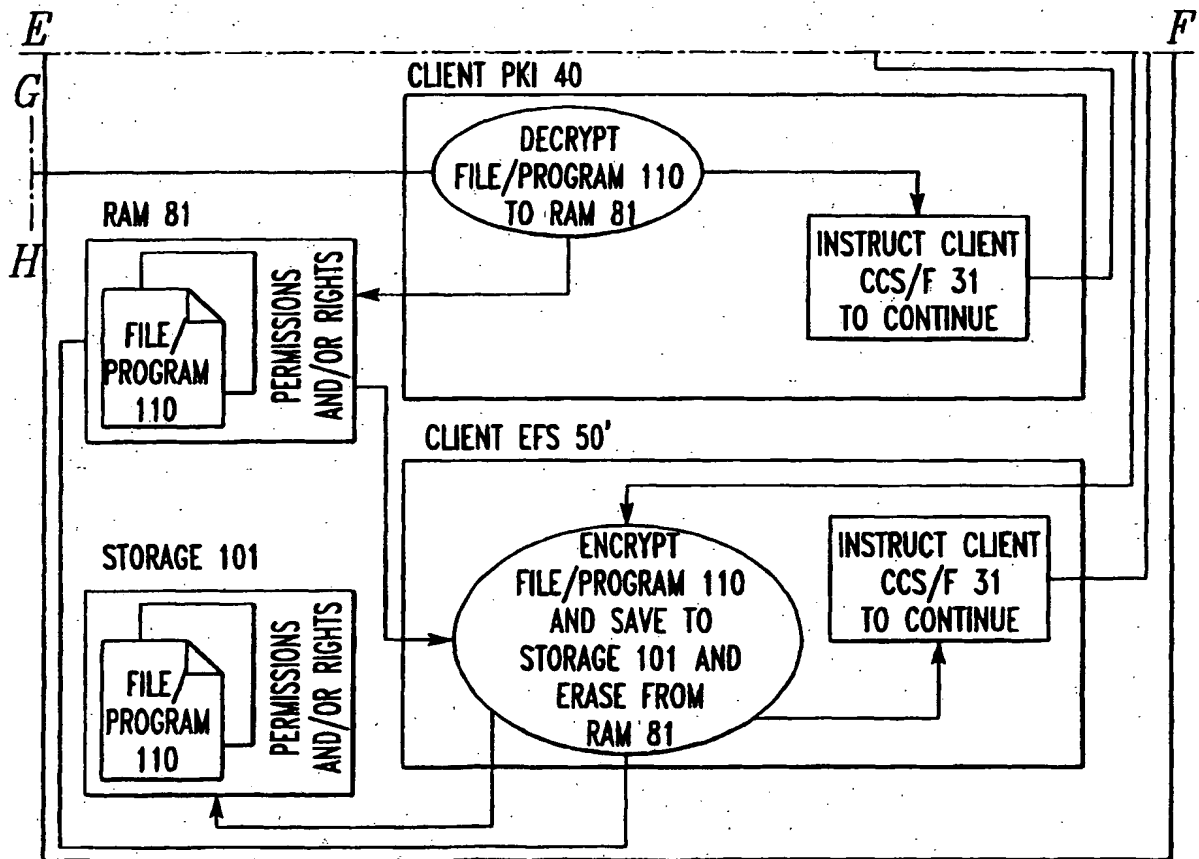 E
F
G
H
CLIENT PKI 40
DECRYPT
FILE/PROGRAM 110
TO RAM 81
INSTRUCT CLIENT
CCS/F 31
TO CONTINUE
RAM 81
FILE/
PROGRAM
110
PERMISSIONS
AND/OR RIGHTS
CLIENT EFS 50'
ENCRYPT
FILE/PROGRAM 110
AND SAVE TO
STORAGE 101 AND
ERASE FROM
RAM 81
INSTRUCT CLIENT
CCS/F 31
TO CONTINUE
STORAGE 101
FILE/
PROGRAM
110
PERMISSIONS
AND/OR RIGHTS